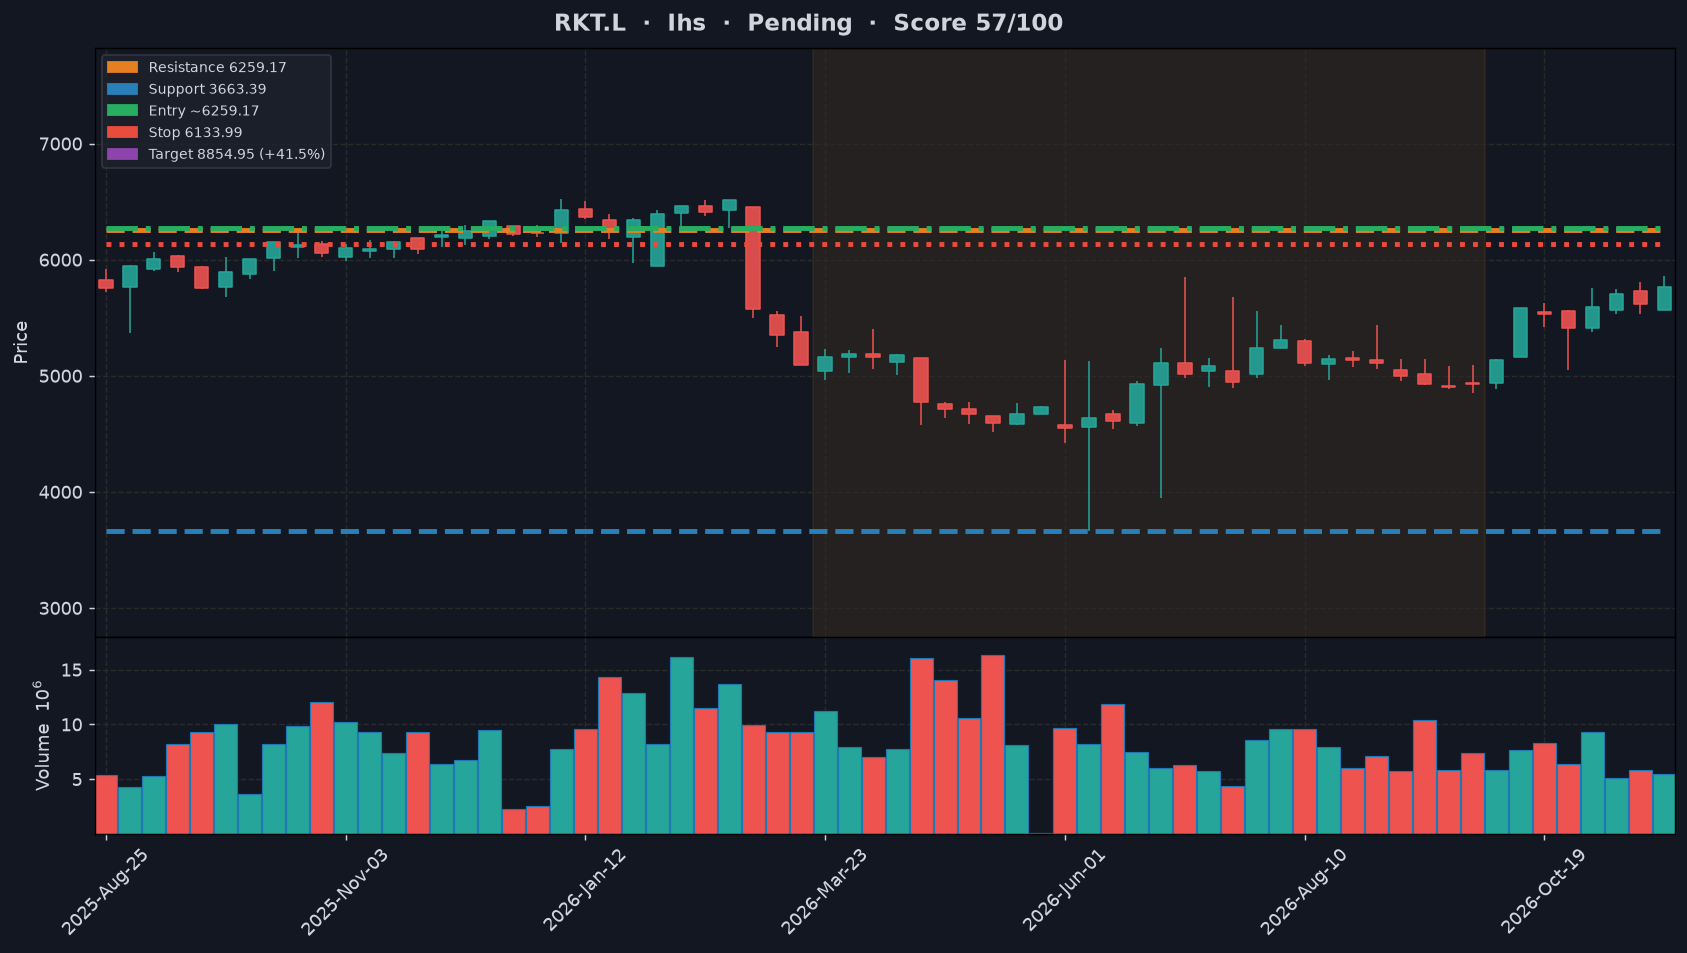 RKT.L · Ihs · Pending · Score 57/100
Resistance 6259.17
Support 3663.39
Entry ~6259.17
Stop 6133.99
Target 8854.95 (+41.5%)
Price
7000
6000
5000
4000
3000
Volume 10⁶
15
10
5
2025-Aug-25
2025-Nov-03
2026-Jan-12
2026-Mar-23
2026-Jun-01
2026-Aug-10
2026-Oct-19